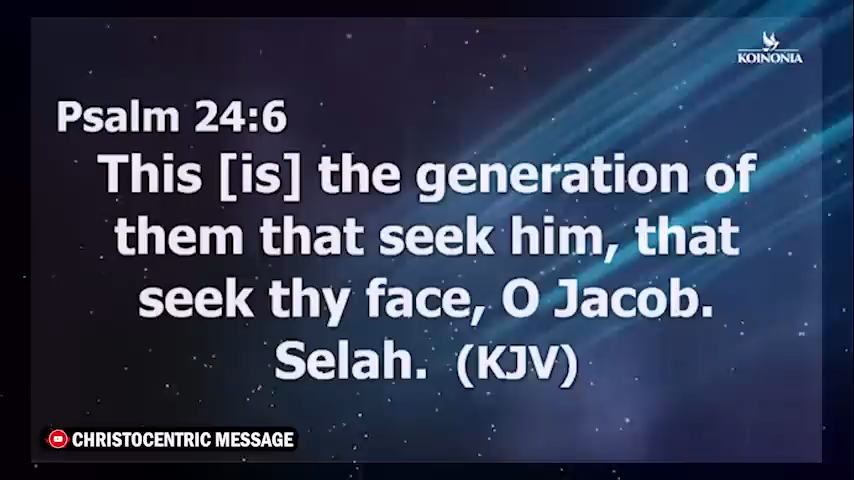 KOINONIA
Psalm 24:6
This [is] the generation of
them that seek him, that
seek thy face, O Jacob.
Selah. (KJV)
CHRISTOCENTRIC MESSAGE